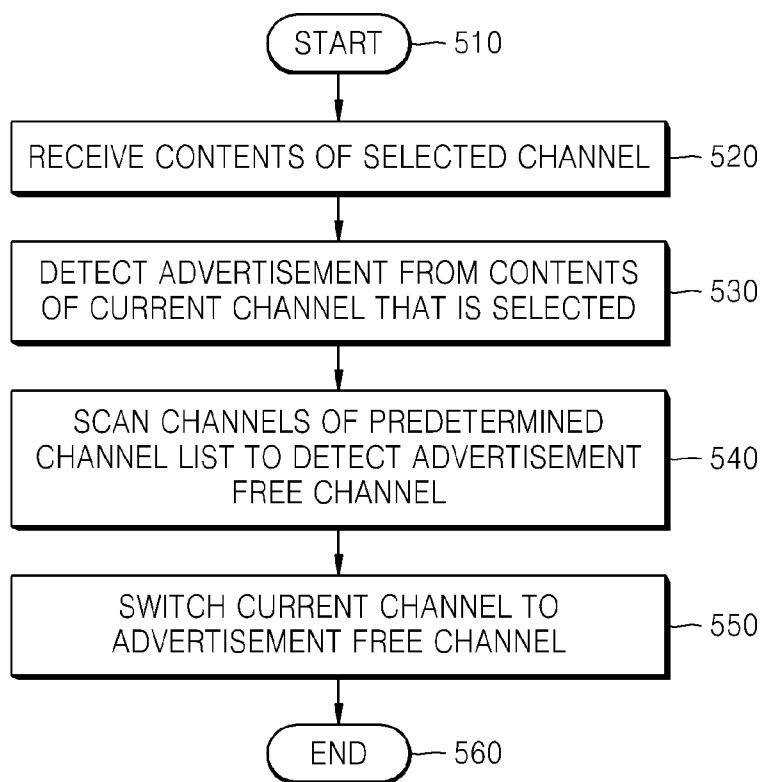 START 510
RECEIVE CONTENTS OF SELECTED CHANNEL 520
DETECT ADVERTISEMENT FROM CONTENTS
OF CURRENT CHANNEL THAT IS SELECTED 530
SCAN CHANNELS OF PREDETERMINED
CHANNEL LIST TO DETECT ADVERTISEMENT 540
FREE CHANNEL
SWITCH CURRENT CHANNEL TO
ADVERTISEMENT FREE CHANNEL 550
END 560